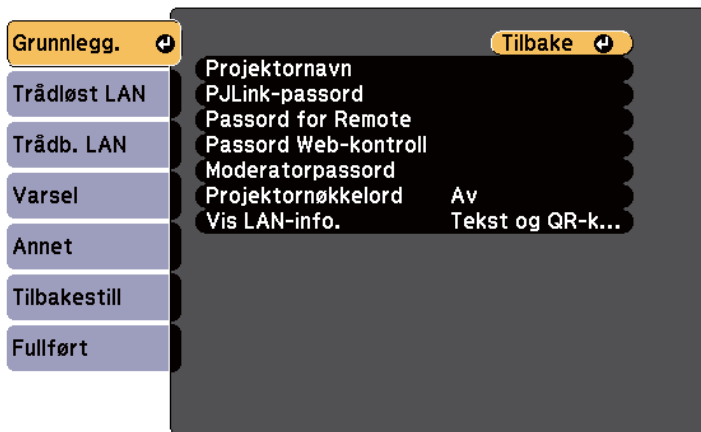 Grunnlegg.
Trådløst LAN
Trådb. LAN
Varsel
Annet
Tilbakestill
Fullført
Tilbake
Projektornavn
PJLink-passord
Passord for Remote
Passord Web-kontroll
Moderatorpassord
Projektornøkkelord Av
Vis LAN-info. Tekst og QR-k...